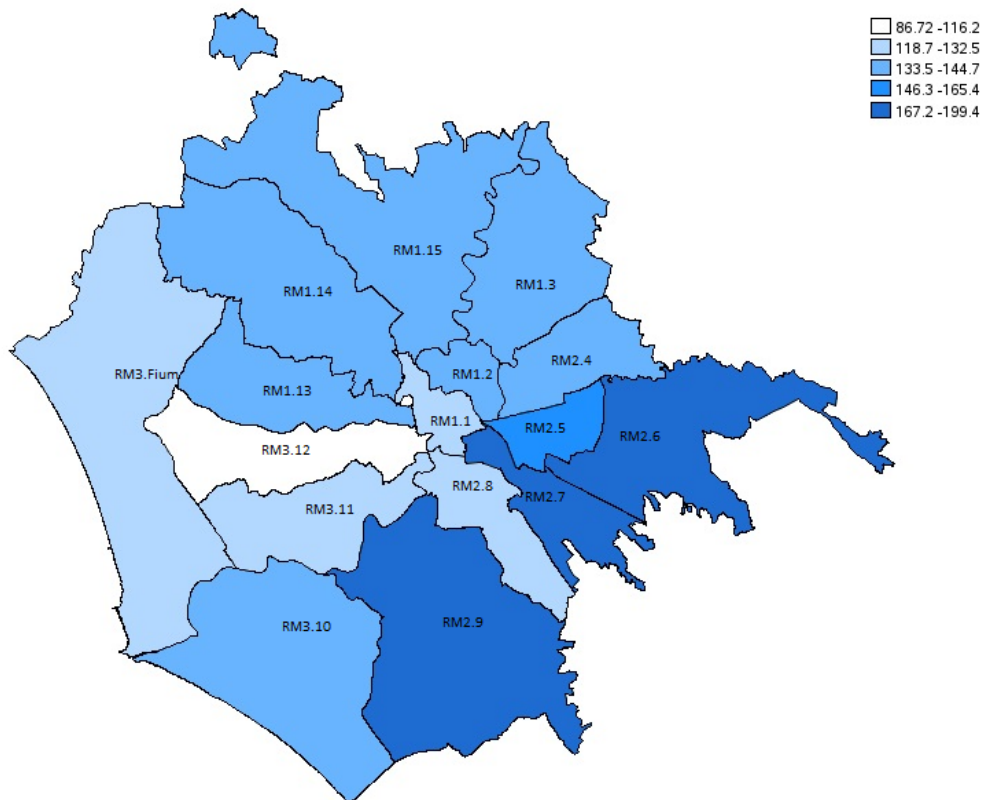 86.72 -116.2
118.7 -132.5
133.5 -144.7
146.3 -165.4
167.2 -199.4
RM1.15
RM1.3
RM1.14
RM2.4
RM3.Fium
RM1.2
RM1.13
RM1.1
RM2.5
RM2.6
RM3.12
RM2.8
RM2.7
RM3.11
RM2.9
RM3.10